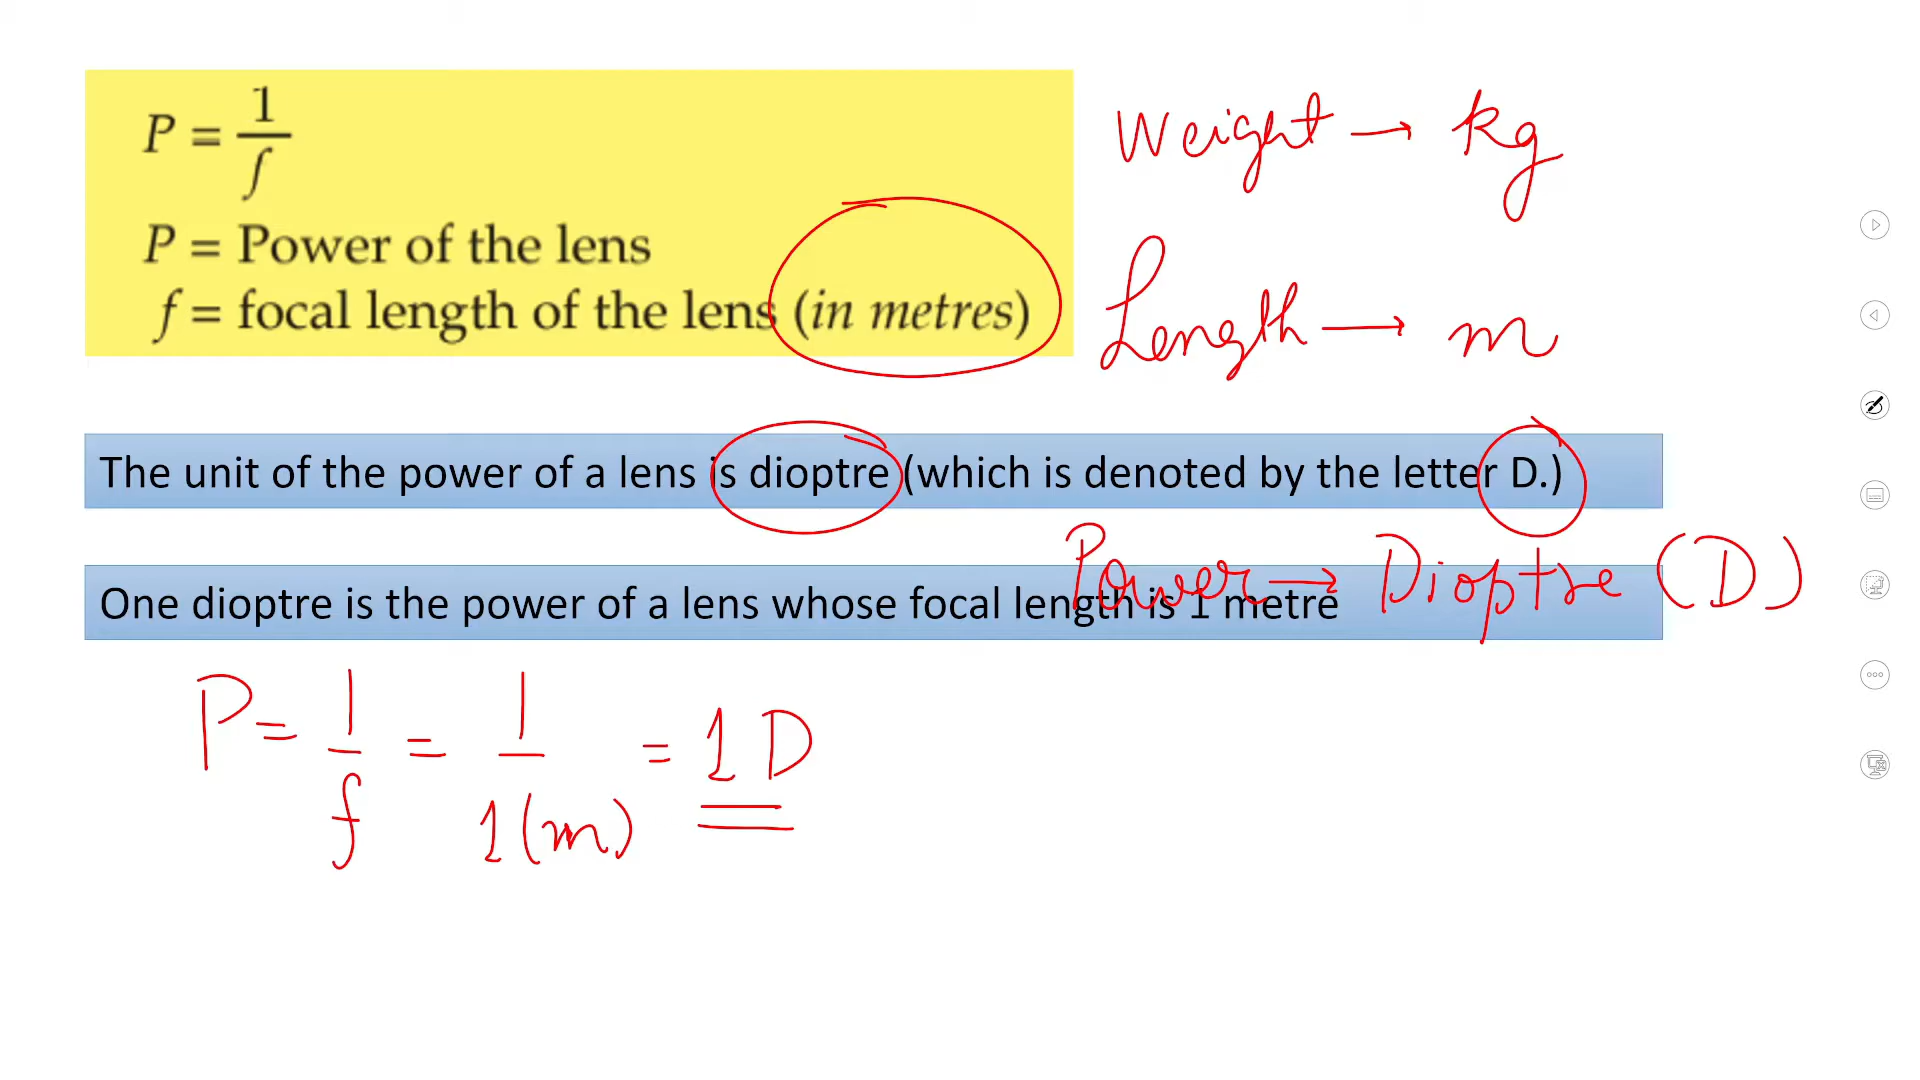 P = 1/f
P = Power of the lens
f = focal length of the lens (in metres)
Weight → kg
Length → m
The unit of the power of a lens is dioptre (which is denoted by the letter D.)
Power → Dioptre (D)
One dioptre is the power of a lens whose focal length is 1 metre
P = 1/f = 1/1(m) = 1 D